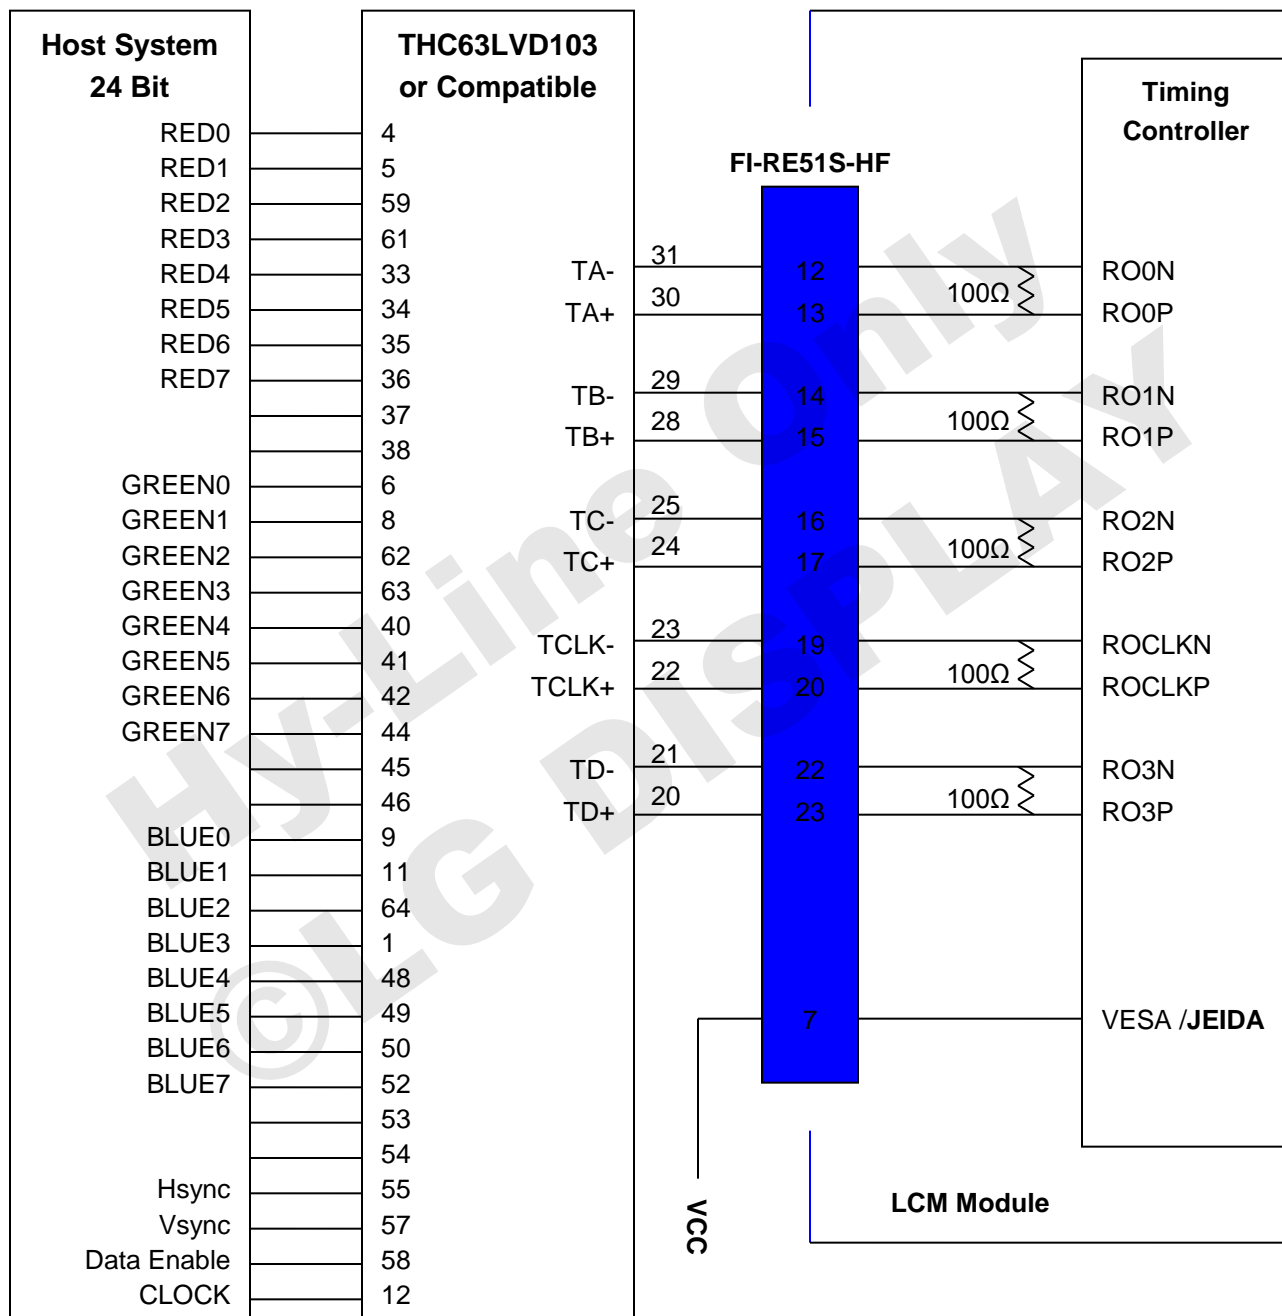 Host System
24 Bit
RED0
RED1
RED2
RED3
RED4
RED5
RED6
RED7
GREEN0
GREEN1
GREEN2
GREEN3
GREEN4
GREEN5
GREEN6
GREEN7
BLUE0
BLUE1
BLUE2
BLUE3
BLUE4
BLUE5
BLUE6
BLUE7
Hsync
Vsync
Data Enable
CLOCK
THC63LVD103
or Compatible
4
5
59
61
33
34
35
36
37
38
6
8
62
63
40
41
42
44
45
46
9
11
64
1
48
49
50
52
53
54
55
57
58
12
TA-
TA+
TB-
TB+
TC-
TC+
TCLK-
TCLK+
TD-
TD+
31
30
29
28
25
24
23
22
21
20
FI-RE51S-HF
12
13
14
15
16
17
19
20
22
23
7
100Ω
100Ω
100Ω
100Ω
100Ω
Timing
Controller
RO0N
RO0P
RO1N
RO1P
RO2N
RO2P
ROCLKN
ROCLKP
RO3N
RO3P
VESA /JEIDA
VCC
LCM Module
Hy-Line Only
©LG DISPLAY